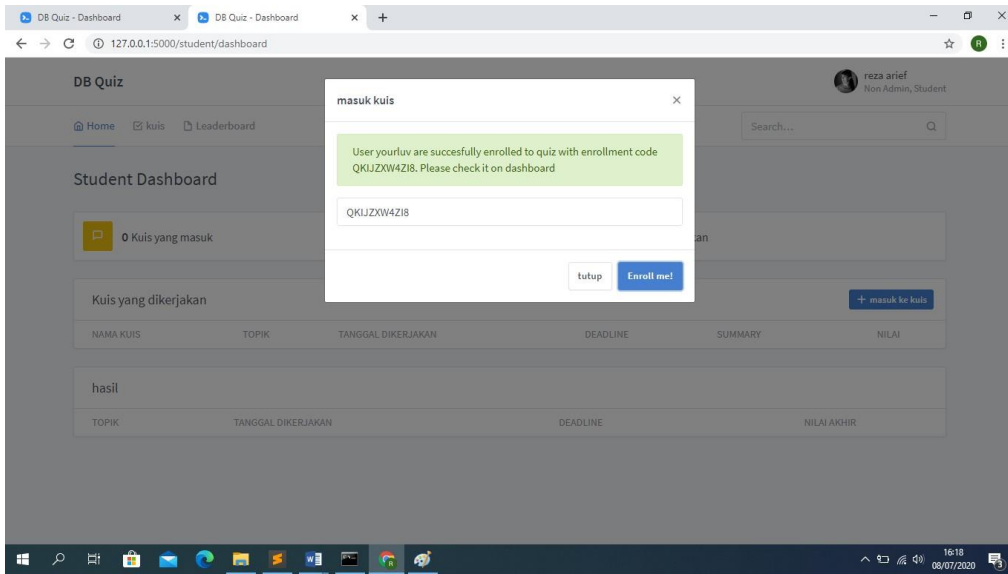 DB Quiz - Dashboard
DB Quiz - Dashboard
127.0.0.1:5000/student/dashboard
R
DB Quiz
reza arief
Non Admin, Student
Home
kuis
Leaderboard
Search...
masuk kuis
User yourluv are succesfully enrolled to quiz with enrollment code
QKIJZXW4ZI8. Please check it on dashboard
QKIJZXW4ZI8
tutup
Enroll me!
Student Dashboard
0 Kuis yang masuk
kan
Kuis yang dikerjakan
+ masuk ke kuis
NAMA KUIS
TOPIK
TANGGAL DIKERJAKAN
DEADLINE
SUMMARY
NILAI
hasil
TOPIK
TANGGAL DIKERJAKAN
DEADLINE
NILAI AKHIR
16:18
08/07/2020
3